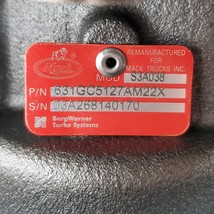 REMANUFACTURED
FOR
MACK TRUCKS INC.
MOD S3A038
P/N 631GC5127AM22X
S/N 03A268140170
BorgWarner
Turbo Systems